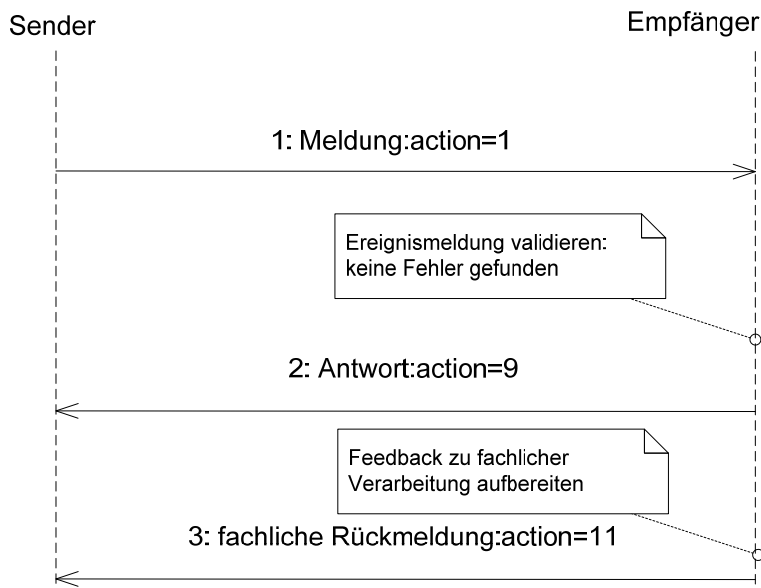 Sender
Empfänger
1: Meldung:action=1
Ereignismeldung validieren:
keine Fehler gefunden
2: Antwort:action=9
Feedback zu fachlicher
Verarbeitung aufbereiten
3: fachliche Rückmeldung:action=11